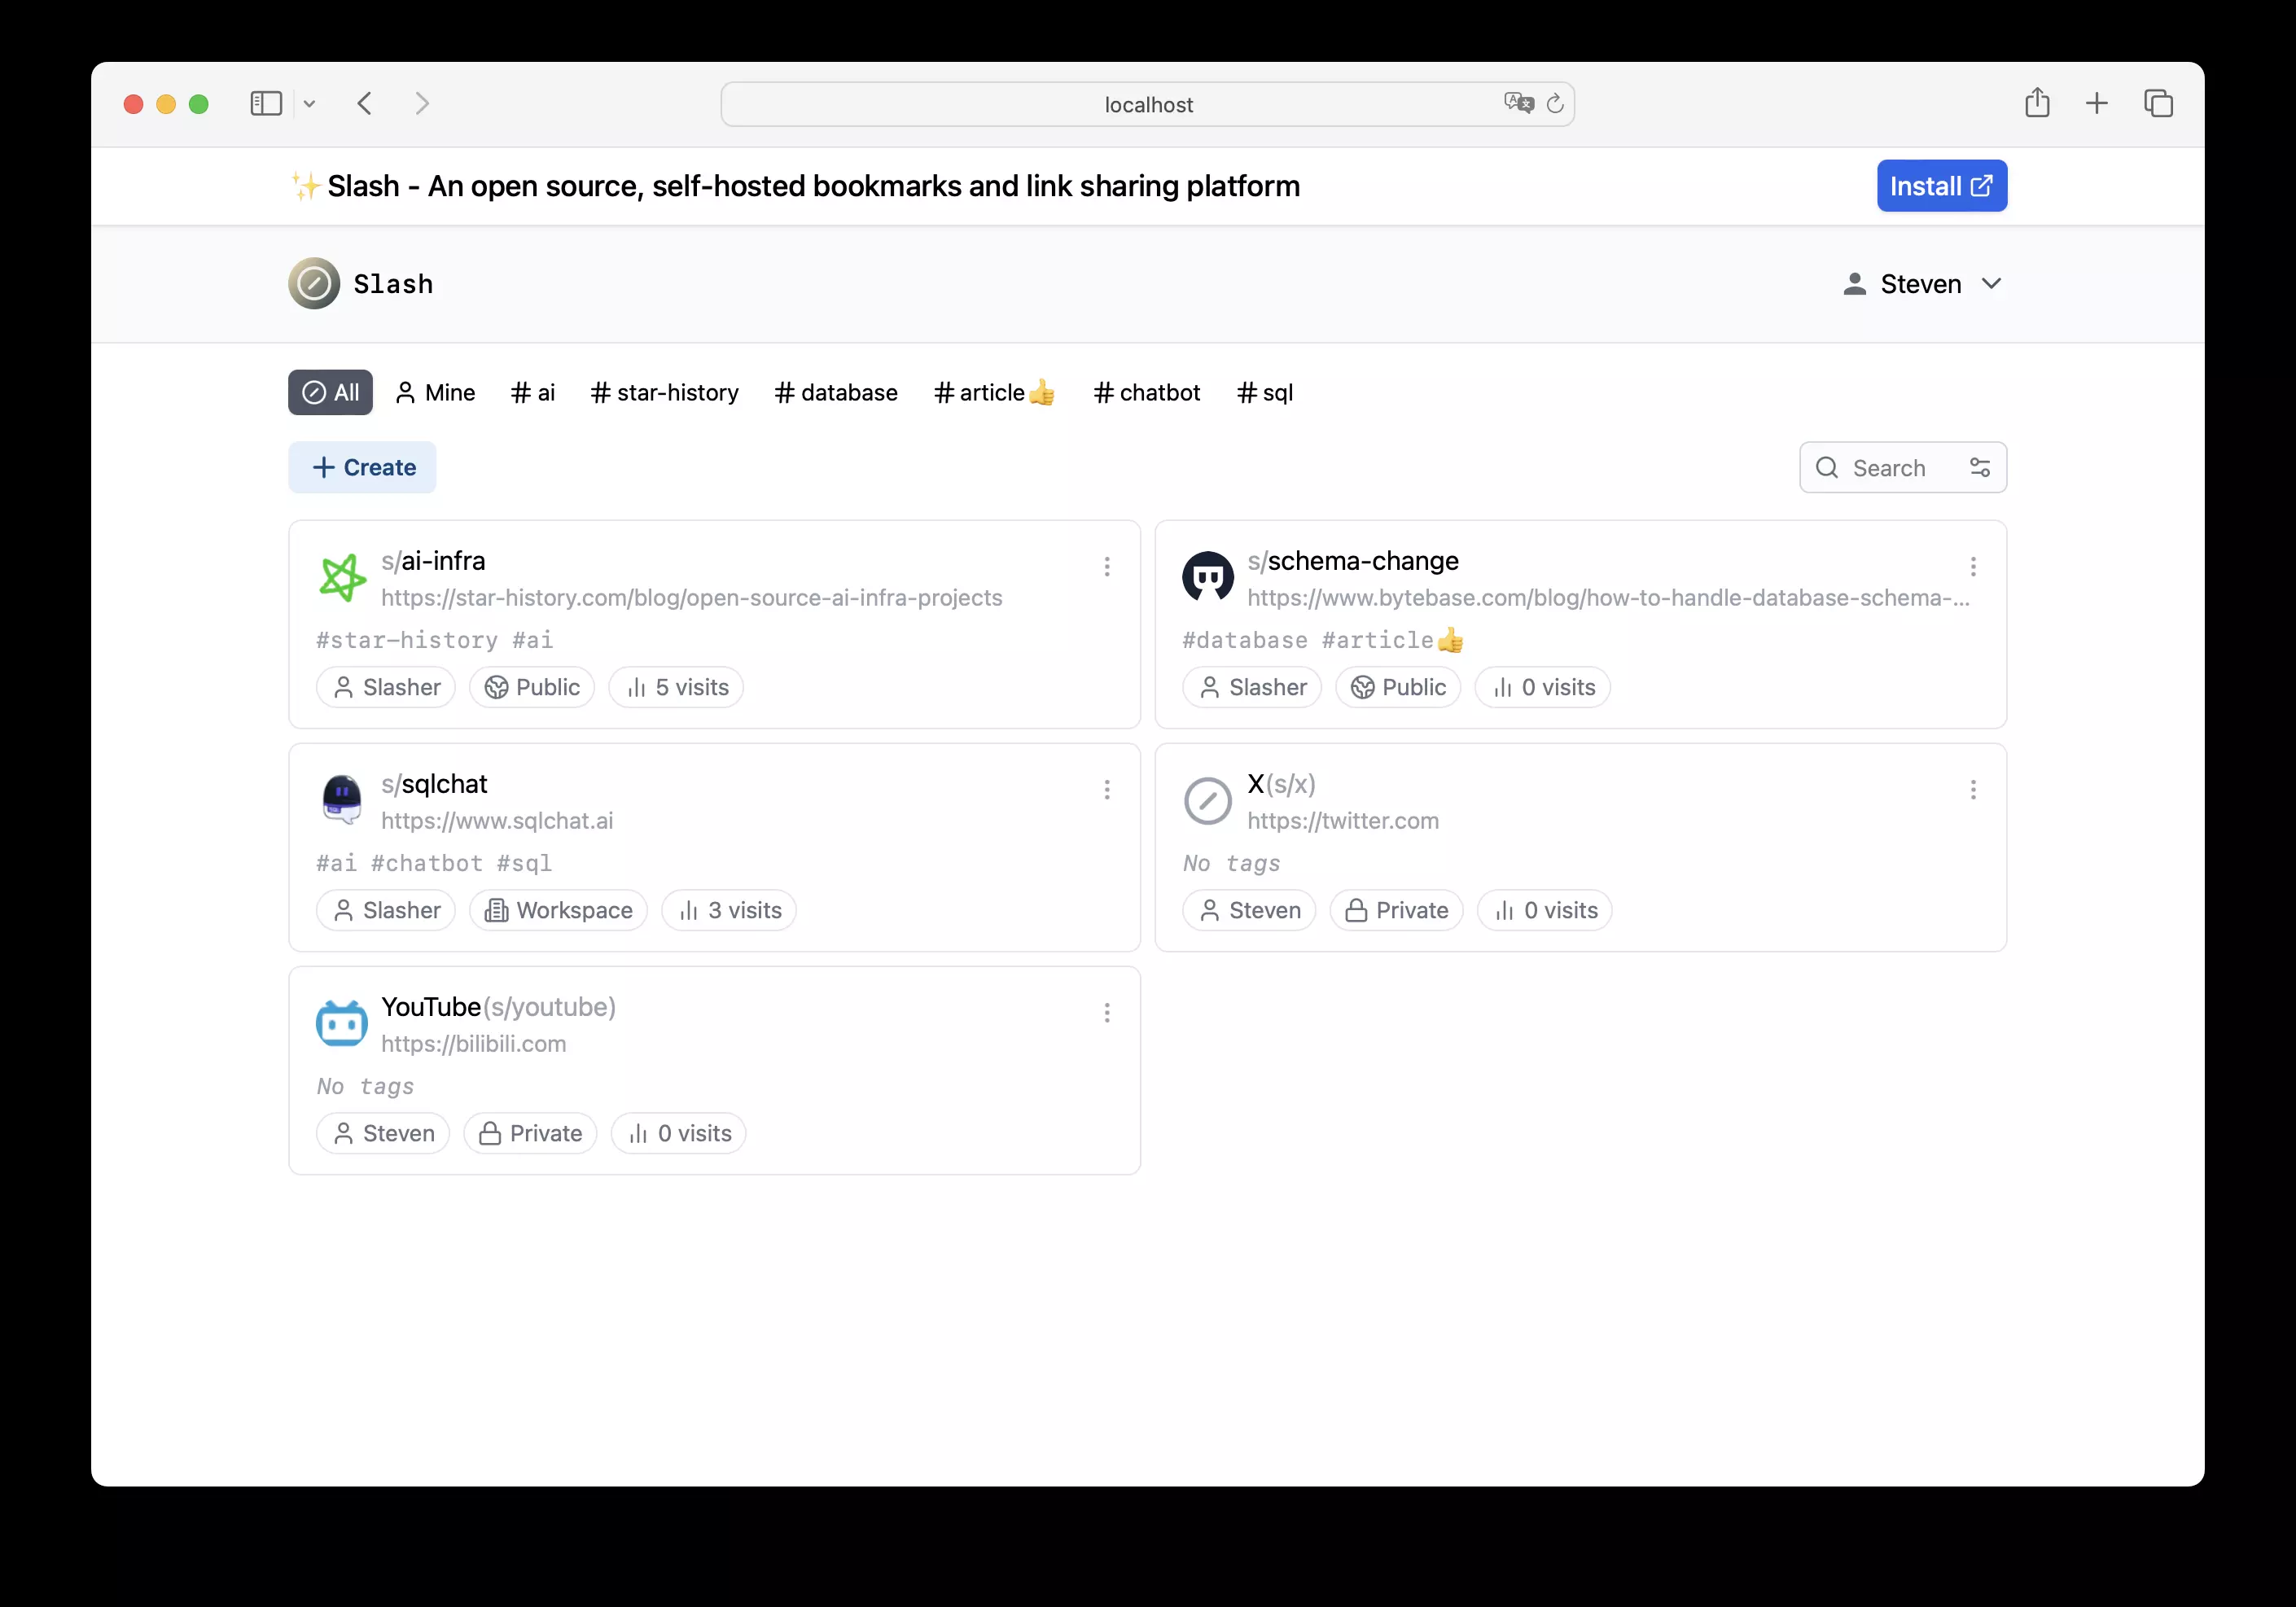 localhost
✨Slash - An open source, self-hosted bookmarks and link sharing platform
Install
Slash
Steven
All Mine # ai # star-history # database # article👍 # chatbot # sql
+ Create
Search
s/ai-infra
https://star-history.com/blog/open-source-ai-infra-projects
#star-history #ai
Slasher Public 5 visits
s/schema-change
https://www.bytebase.com/blog/how-to-handle-database-schema-...
#database #article👍
Slasher Public 0 visits
s/sqlchat
https://www.sqlchat.ai
#ai #chatbot #sql
Slasher Workspace 3 visits
X(s/x)
https://twitter.com
No tags
Steven Private 0 visits
YouTube(s/youtube)
https://bilibili.com
No tags
Steven Private 0 visits